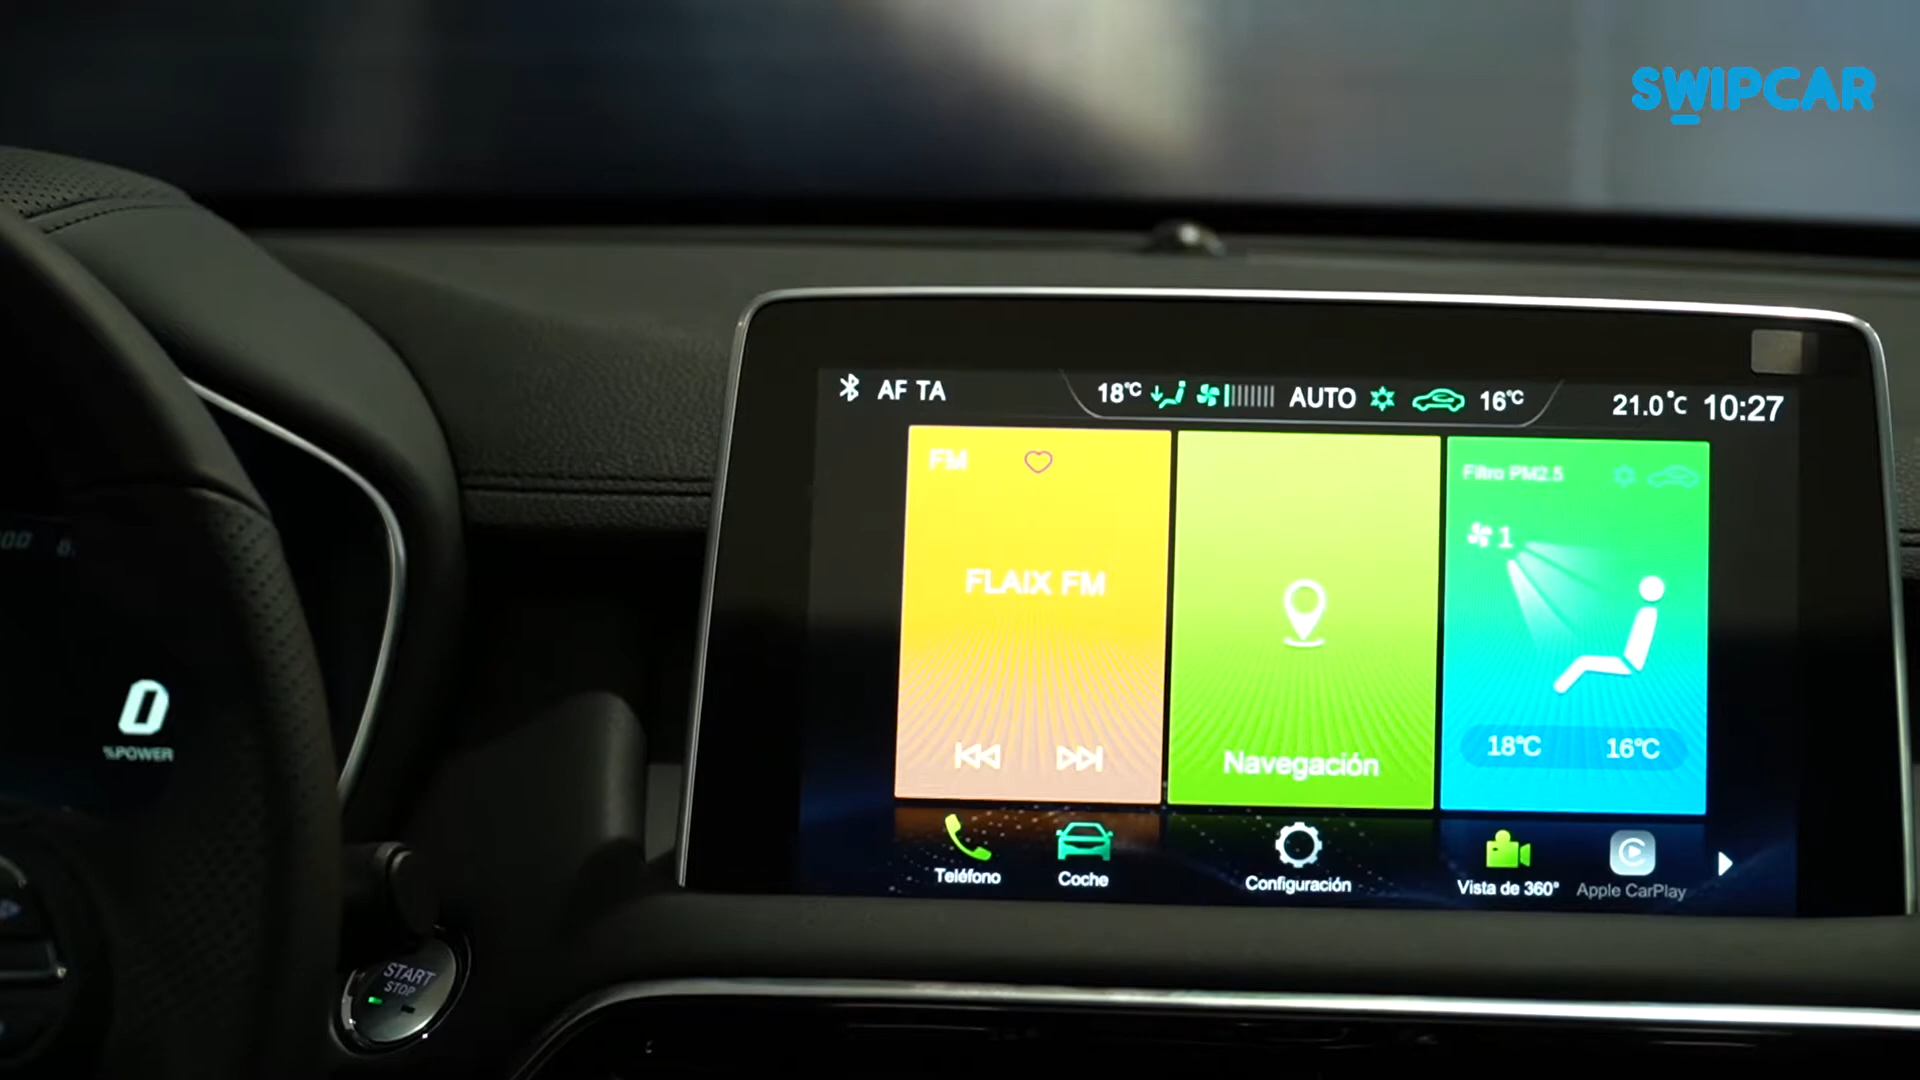 SWIPCAR
AF TA
18°C
AUTO
16°C
21.0°C 10:27
FM
FLAIX FM
Navegación
Filtro PM2.5
1
18°C
16°C
Teléfono
Coche
Configuración
Vista de 360°
Apple CarPlay
0
%POWER
START
STOP